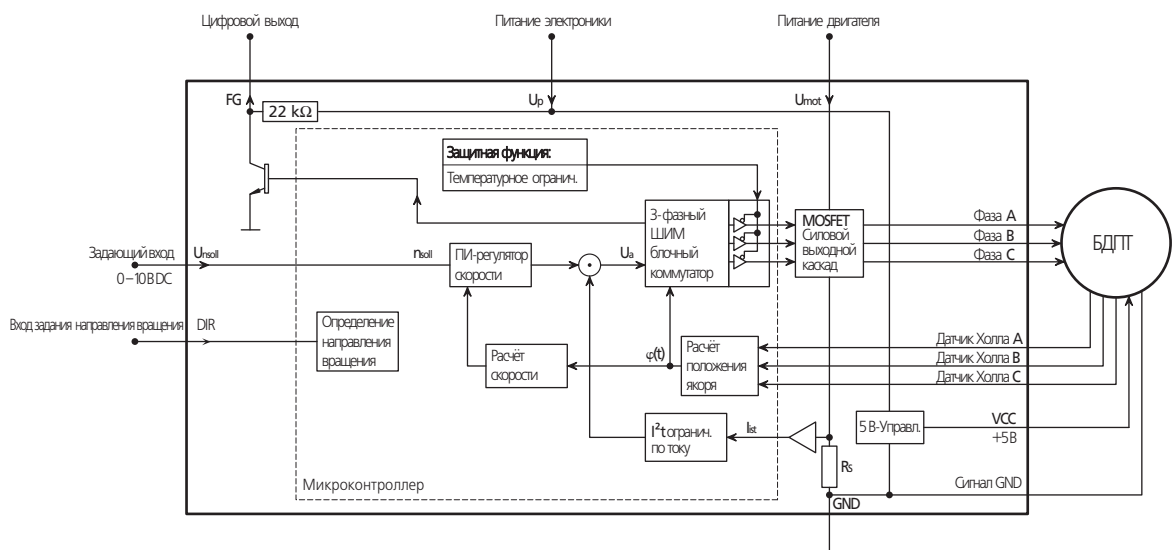 Цифровой выход
Питание электроники
Питание двигателя
FG
22 kΩ
Up
Umot
Защитная функция:
Температурное огранич.
3-фазный
ШИМ
блочный
коммутатор
MOSFET
Силовой
выходной
каскад
Фаза A
Фаза B
Фаза C
БДПТ
Задающий вход
0–10В DC
Unsoll
nsoll
ПИ-регулятор
скорости
Ua
Вход задания направления вращения
DIR
Определение
направления
вращения
Расчёт
скорости
φ(t)
Расчёт
положения
якоря
Датчик Холла A
Датчик Холла B
Датчик Холла C
I²t огранич.
по току
Iist
5 В-Управл.
VCC
+5В
RS
Микроконтроллер
GND
Сигнал GND